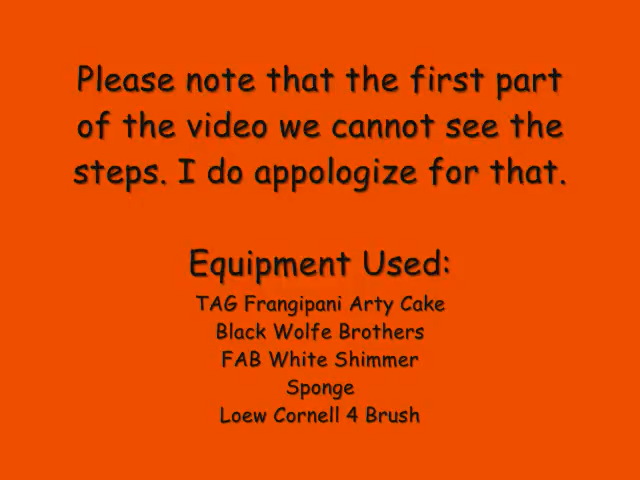 Please note that the first part
of the video we cannot see the
steps. I do appologize for that.
Equipment Used:
TAG Frangipani Arty Cake
Black Wolfe Brothers
FAB White Shimmer
Sponge
Loew Cornell 4 Brush